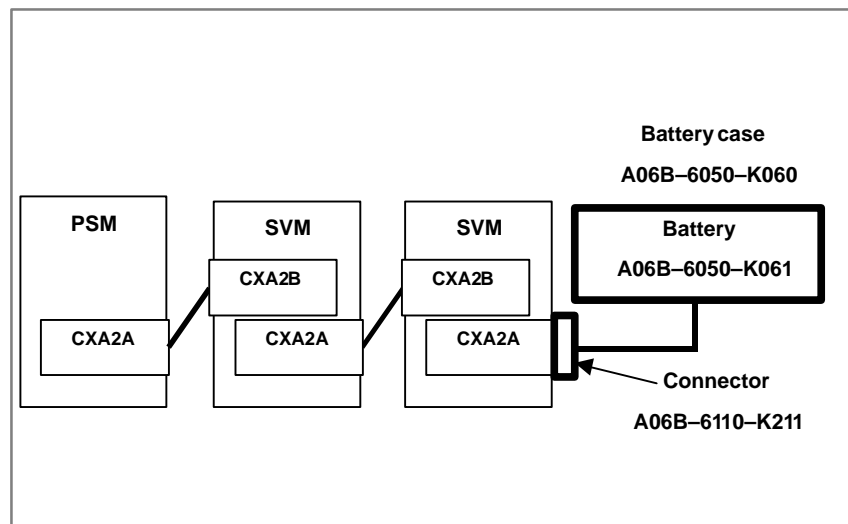 Battery case
A06B–6050–K060
PSM
SVM
SVM
Battery
A06B–6050–K061
CXA2B
CXA2B
CXA2A
CXA2A
CXA2A
Connector
A06B–6110–K211